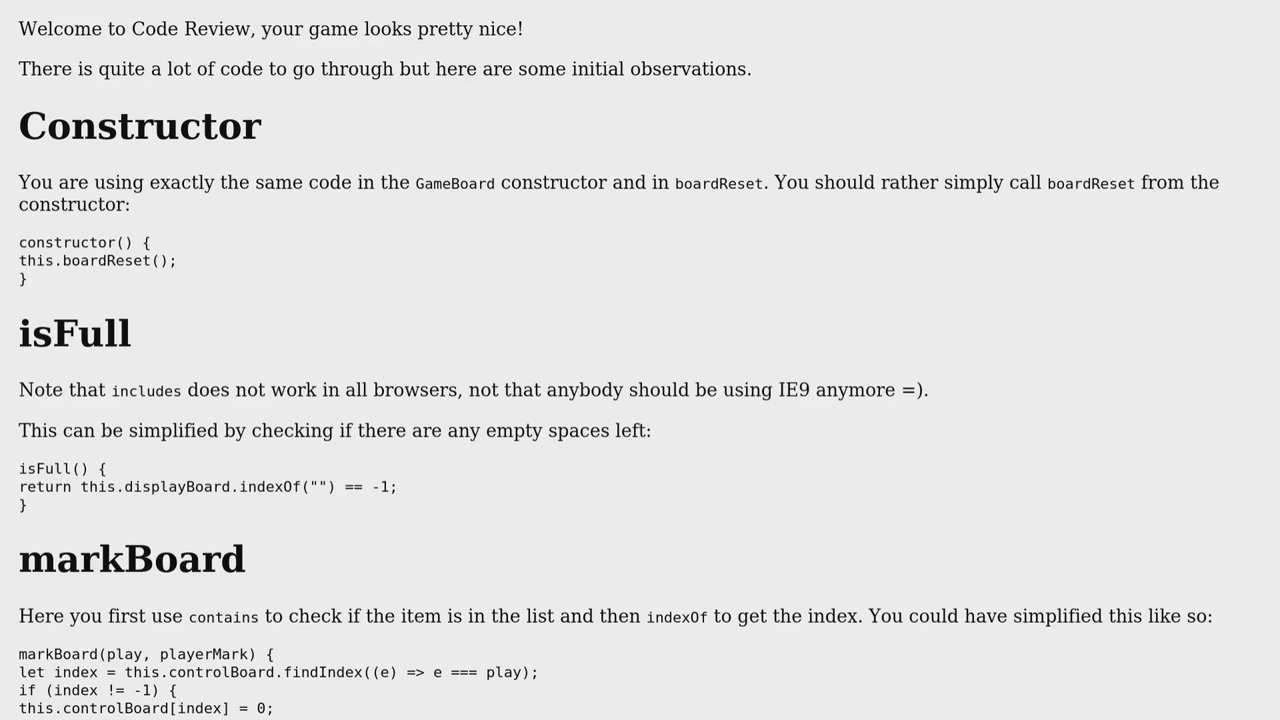 Welcome to Code Review, your game looks pretty nice!
There is quite a lot of code to go through but here are some initial observations.
Constructor
You are using exactly the same code in the GameBoard constructor and in boardReset. You should rather simply call boardReset from the
constructor:
constructor() {
this.boardReset();
}
isFull
Note that includes does not work in all browsers, not that anybody should be using IE9 anymore =).
This can be simplified by checking if there are any empty spaces left:
isFull() {
return this.displayBoard.indexOf("") == -1;
}
markBoard
Here you first use contains to check if the item is in the list and then indexOf to get the index. You could have simplified this like so:
markBoard(play, playerMark) {
let index = this.controlBoard.findIndex((e) => e === play);
if (index != -1) {
this.controlBoard[index] = 0;